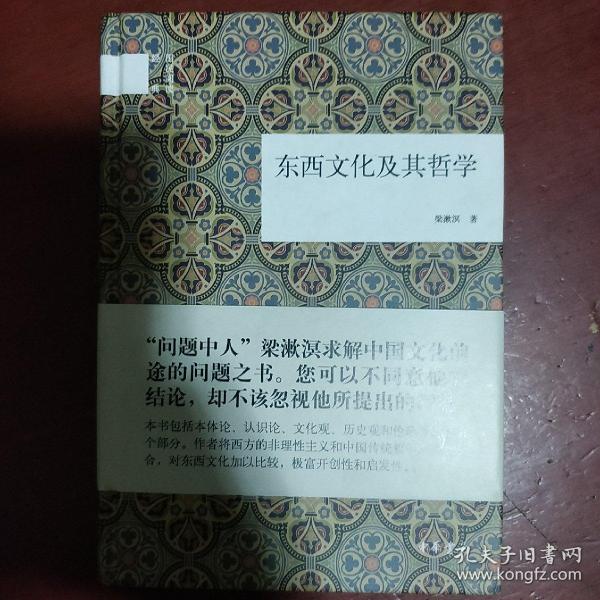 东西文化及其哲学
梁漱溟 著
“问题中人”梁漱溟求解中国文化前
途的问题之书。您可以不同意他
结论，却不该忽视他所提出的
本书包括本体论、认识论、文化观、历史观和伦
个部分。作者将西方的非理性主义和中国传统
合，对东西文化加以比较，极富开创性和启发性
孔夫子旧书网
www.kongfz.com